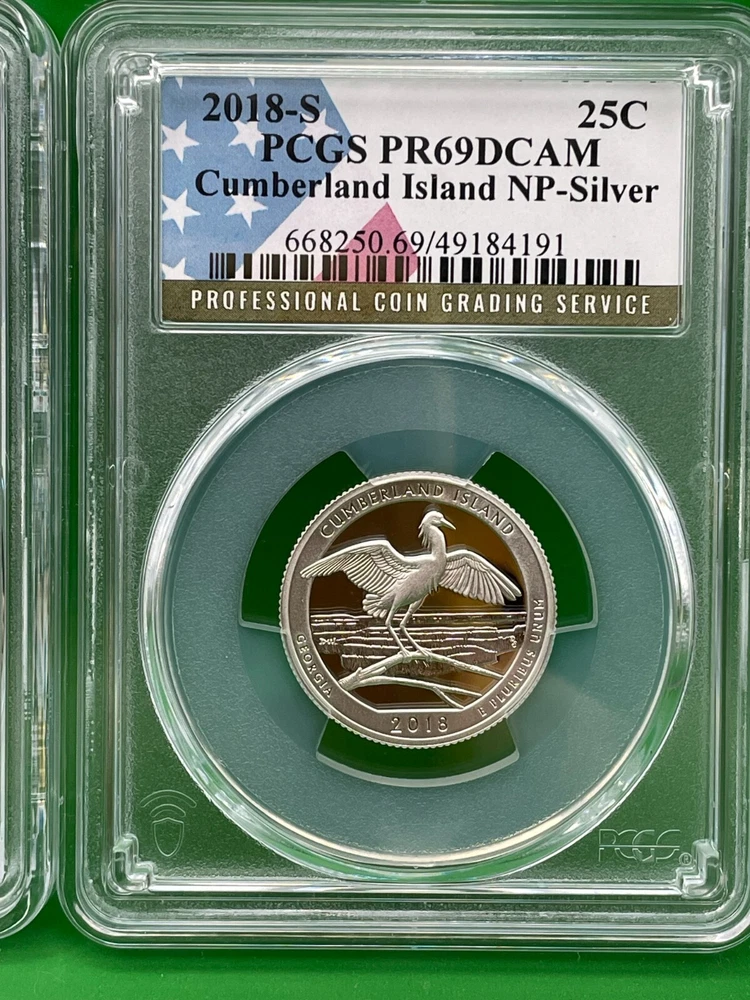 2018-S 25C
PCGS PR69DCAM
Cumberland Island NP-Silver
668250.69/49184191
PROFESSIONAL COIN GRADING SERVICE
CUMBERLAND ISLAND
GEORGIA
E PLURIBUS UNUM
2018
PCGS®